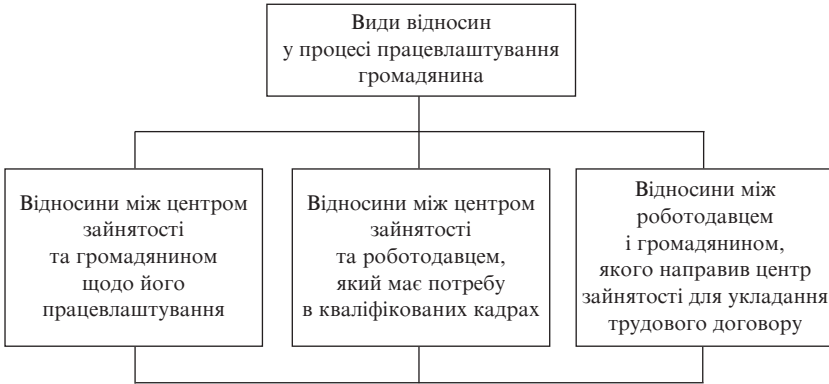 Види відносин
у процесі працевлаштування
громадянина
Відносини між центром
зайнятості
та громадянином
щодо його
працевлаштування
Відносини між центром
зайнятості
та роботодавцем,
який має потребу
в кваліфікованих кадрах
Відносини між
роботодавцем
і громадянином,
якого направив центр
зайнятості для укладання
трудового договору